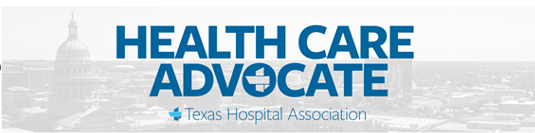 HEALTH CARE
ADVOCATE
Texas Hospital Association